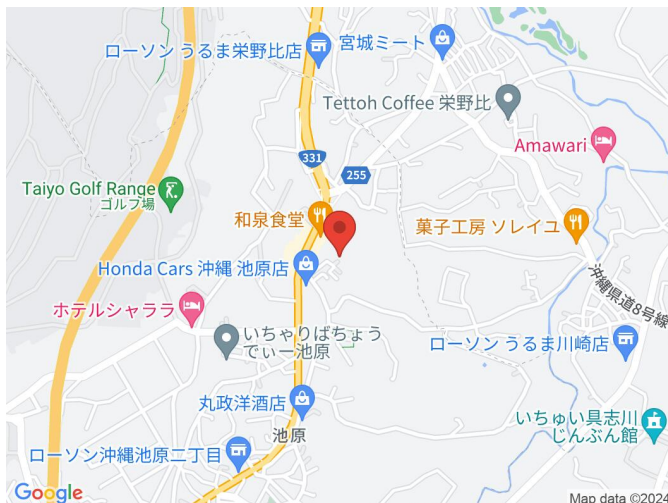 ローソン うるま栄野比店
宮城ミート
Tettoh Coffee 栄野比
331
255
Amawari
Taiyo Golf Range
ゴルフ場
和泉食堂
菓子工房 ソレイユ
Honda Cars 沖縄 池原店
沖縄県道8号線
ホテルシャララ
いちゃりばちょう
でぃー池原
ローソン うるま川崎店
丸政洋酒店
池原
いちゅい具志川
じんぶん館
ローソン沖縄池原二丁目
Google
Map data ©2024